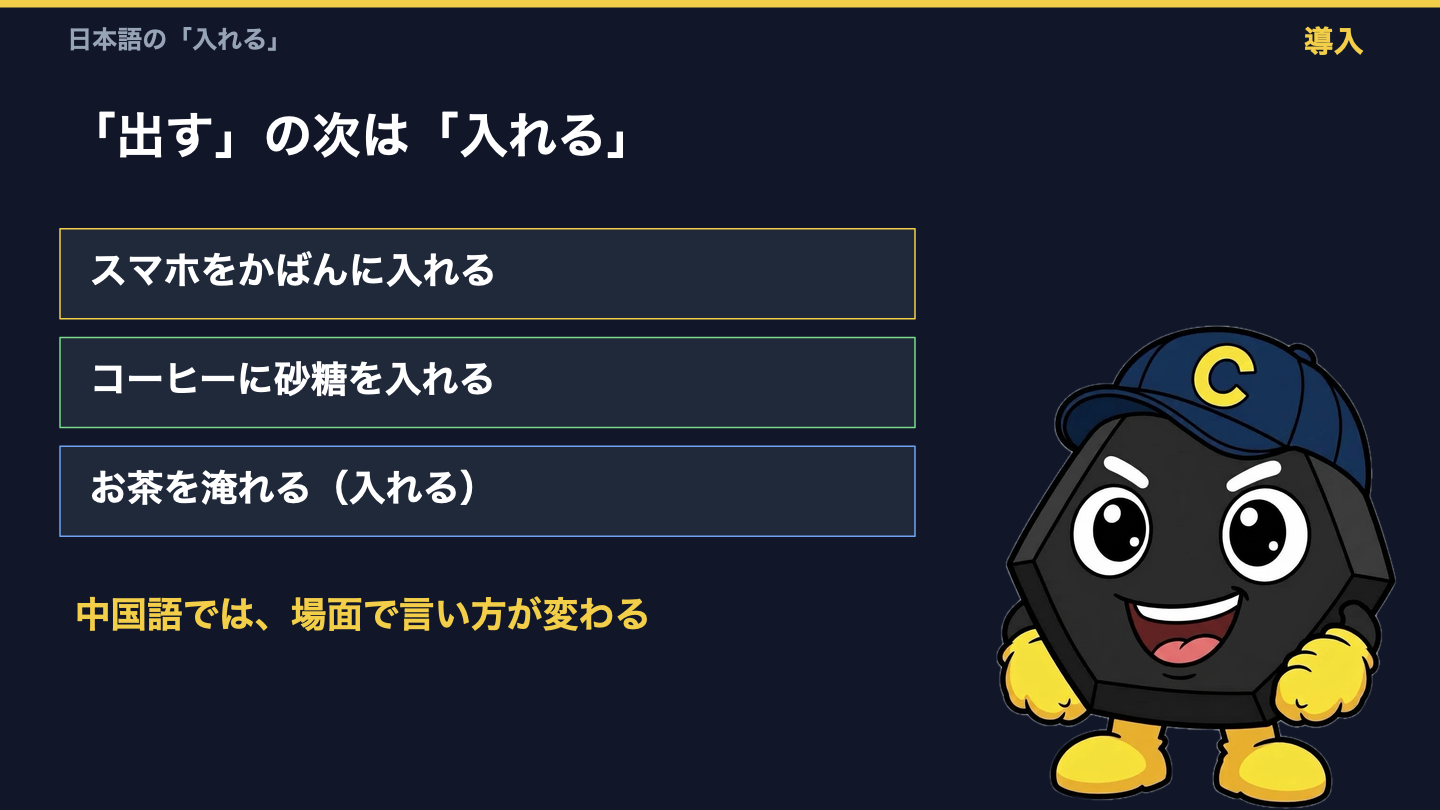 日本語の「入れる」
導入
「出す」の次は「入れる」
スマホをかばんに入れる
コーヒーに砂糖を入れる
お茶を淹れる（入れる）
中国語では、場面で言い方が変わる
C